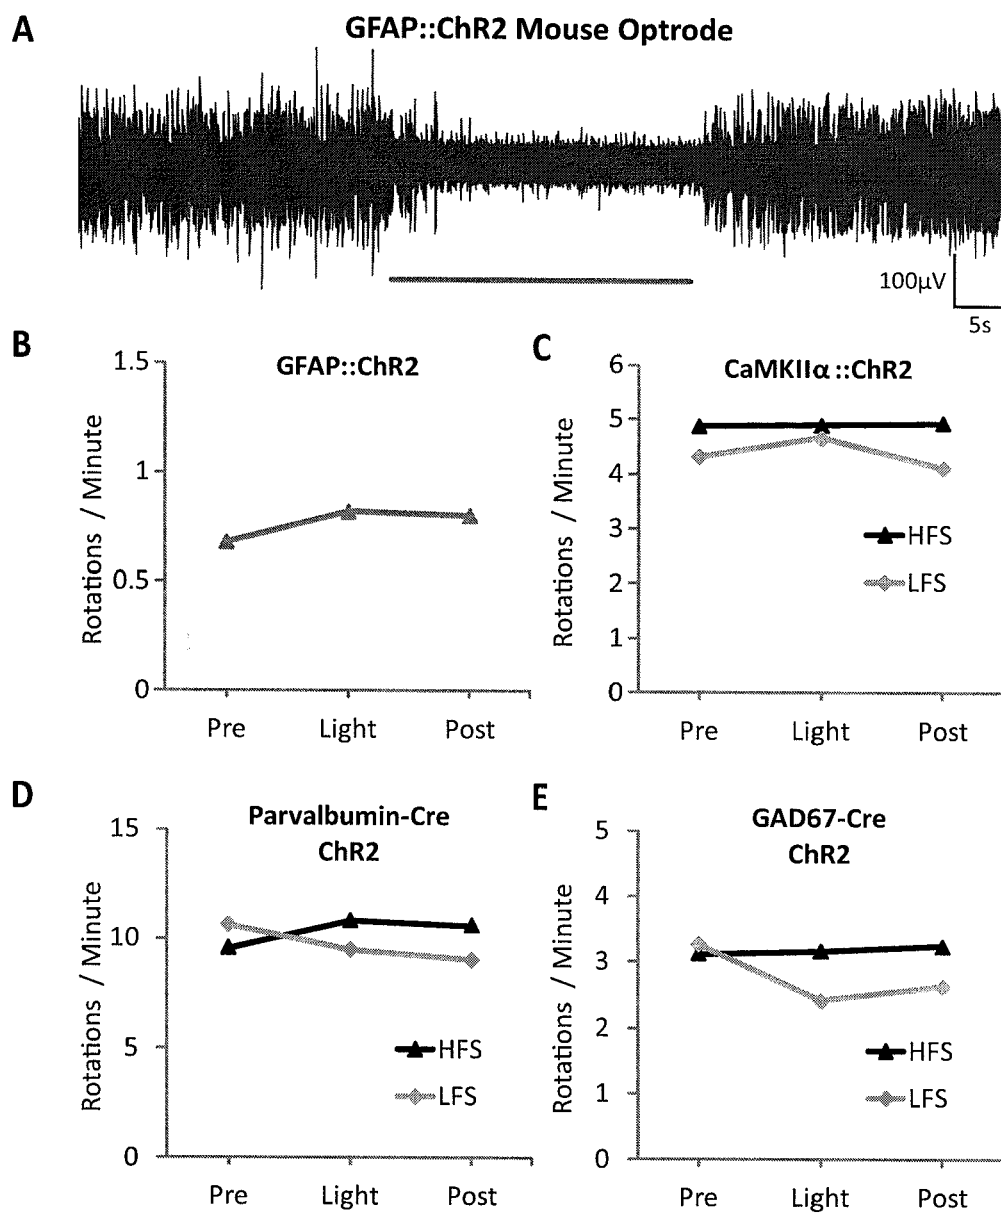 A
GFAP::ChR2 Mouse Optrode
100µV
5s
B
GFAP::ChR2
Rotations / Minute
1.5
1
0.5
0
Pre Light Post
C
CaMKIIα::ChR2
Rotations / Minute
6
5
4
3
2
1
0
HFS
LFS
Pre Light Post
D
Parvalbumin-Cre
ChR2
Rotations / Minute
15
10
5
0
HFS
LFS
Pre Light Post
E
GAD67-Cre
ChR2
Rotations / Minute
5
4
3
2
1
0
HFS
LFS
Pre Light Post